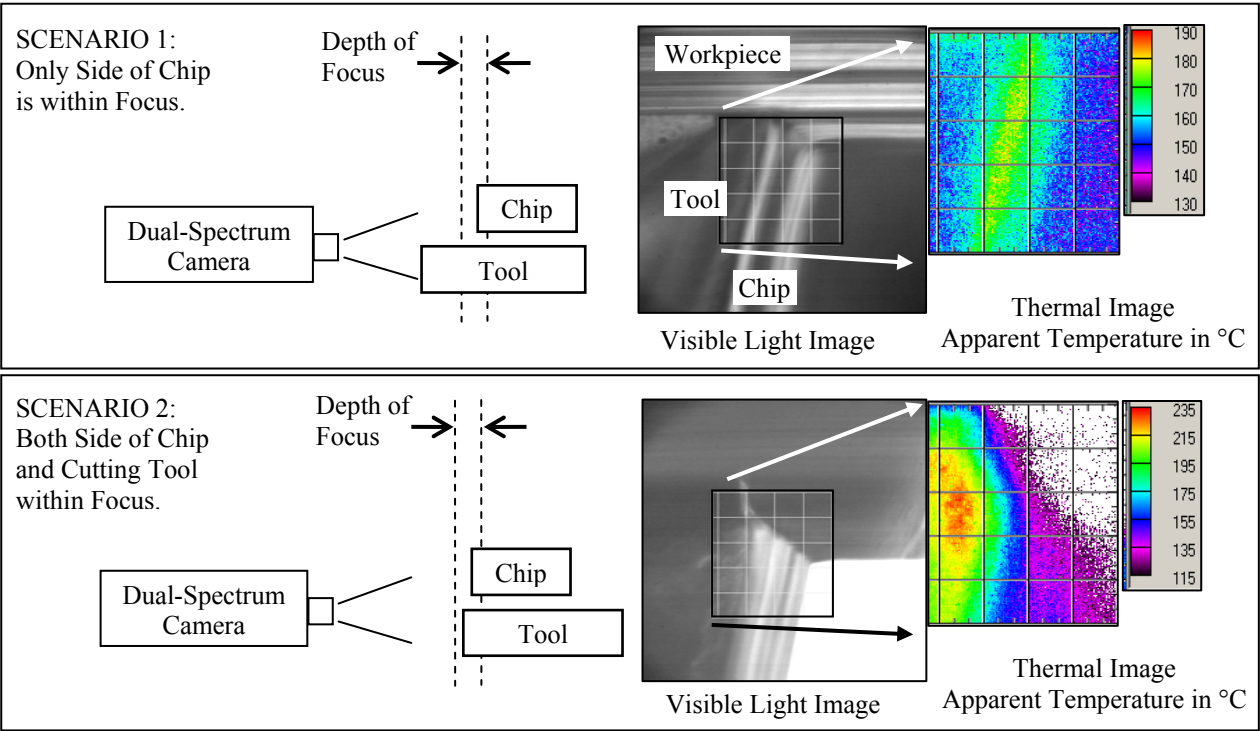 SCENARIO 1:
Only Side of Chip
is within Focus.
Depth of
Focus
Dual-Spectrum
Camera
Chip
Tool
Workpiece
Tool
Chip
Visible Light Image
190
180
170
160
150
140
130
Thermal Image
Apparent Temperature in °C
SCENARIO 2:
Both Side of Chip
and Cutting Tool
within Focus.
Depth of
Focus
Dual-Spectrum
Camera
Chip
Tool
Visible Light Image
235
215
195
175
155
135
115
Thermal Image
Apparent Temperature in °C